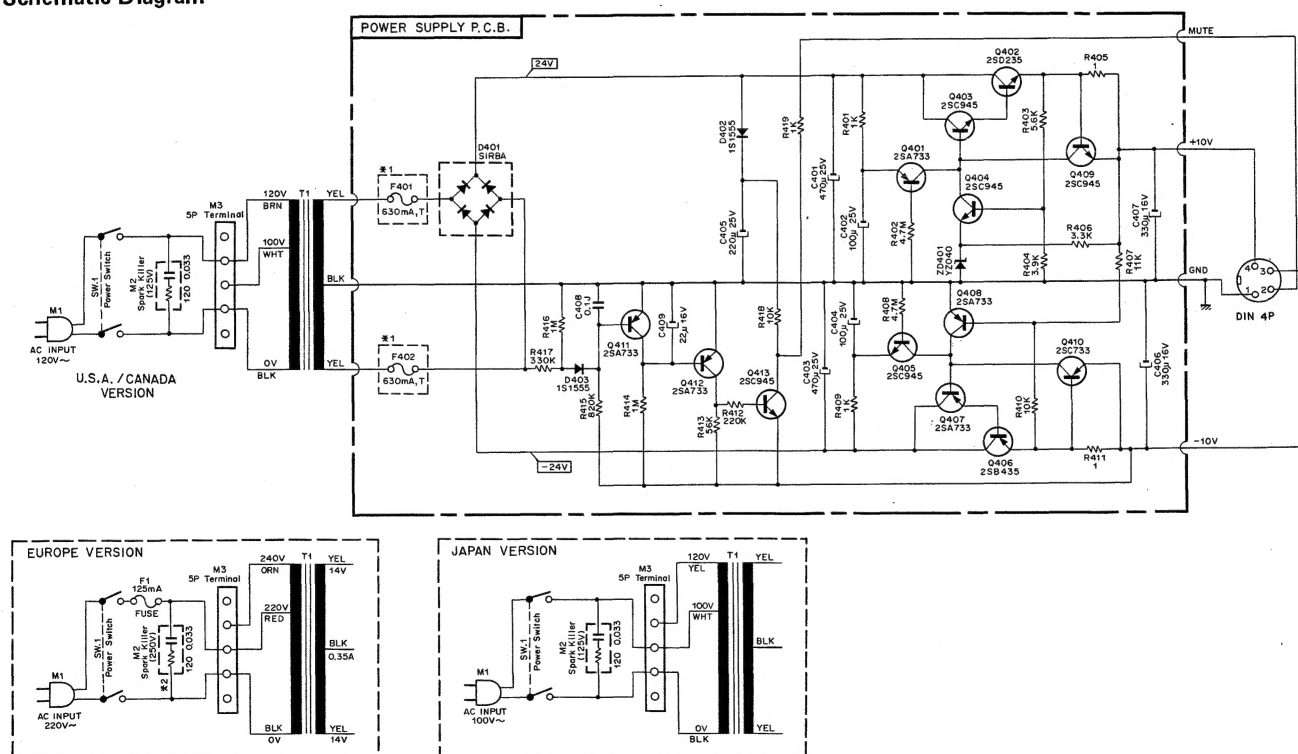 Schematic Diagram
POWER SUPPLY P.C.B.
MUTE
24V
Q402
2SD235
R405
1
Q403
2SC945
D402
1S1555
R419
1K
C401
470µ 25V
R401
1K
R403
5.6K
D401
SIRBA
Q401
2SA733
Q409
2SC945
+10V
*1
F401
630mA,T
Q404
2SC945
120V
BRN
T1
YEL
M3
5P Terminal
C405
220µ 25V
C402
100µ 25V
R402
4.7M
R406
3.3K
C407
330µ 16V
100V
WHT
ZD401
YZ040
R404
3.9K
R407
11K
SW.1
Power Switch
M2
Spark Killer
(125V)
120 0.033
BLK
GND
4
3
1
2
DIN 4P
M1
AC INPUT
120V~
C408
0.1J
Q408
2SA733
R416
1M
C409
22µ 16V
R418
10K
C404
100µ 25V
R408
4.7M
*1
F402
630mA,T
Q411
2SA733
Q410
2SC733
C406
330µ 16V
0V
BLK
YEL
R417
330K
Q413
2SC945
C403
470µ 25V
Q405
2SC945
U.S.A./CANADA
VERSION
D403
1S1555
Q412
2SA733
R415
820K
R414
1M
R412
220K
R413
56K
R409
1K
Q407
2SA733
R410
10K
-10V
-24V
Q406
2SB435
R411
1
EUROPE VERSION
240V
ORN
T1
YEL
14V
F1
125mA
FUSE
M3
5P Terminal
220V
RED
SW.1
Power Switch
M2
Spark Killer
(250V)
120 0.033
*2
BLK
0.35A
M1
AC INPUT
220V~
BLK
0V
YEL
14V
JAPAN VERSION
120V
YEL
T1
YEL
M3
5P Terminal
100V
WHT
SW.1
Power Switch
M2
Spark Killer
(125V)
120 0.033
BLK
M1
AC INPUT
100V~
0V
BLK
YEL